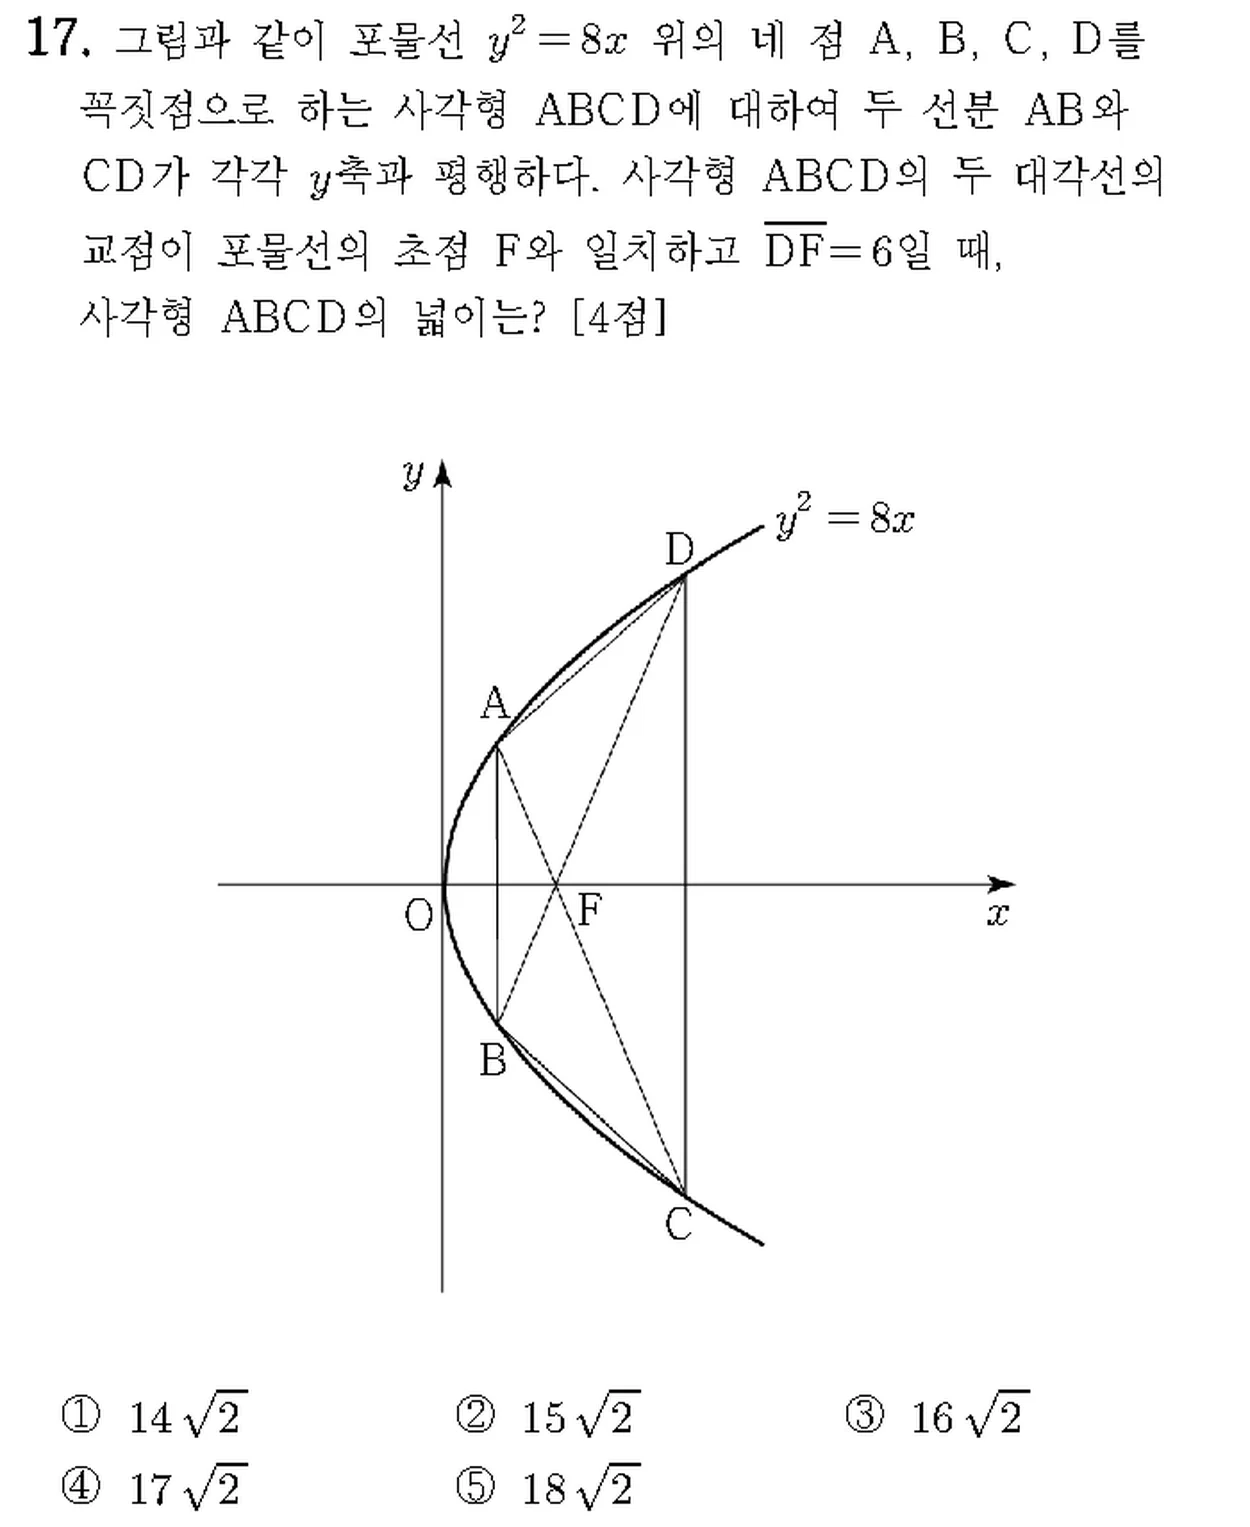 17. 그림과 같이 포물선 y² = 8x 위의 네 점 A, B, C, D를
꼭짓점으로 하는 사각형 ABCD에 대하여 두 선분 AB와
CD가 각각 y축과 평행하다. 사각형 ABCD의 두 대각선의
교점이 포물선의 초점 F와 일치하고 D̅F̅=6일 때,
사각형 ABCD의 넓이는? [4점]
y
y² = 8x
D
A
O
F
x
B
C
① 14√2 ② 15√2 ③ 16√2
④ 17√2 ⑤ 18√2